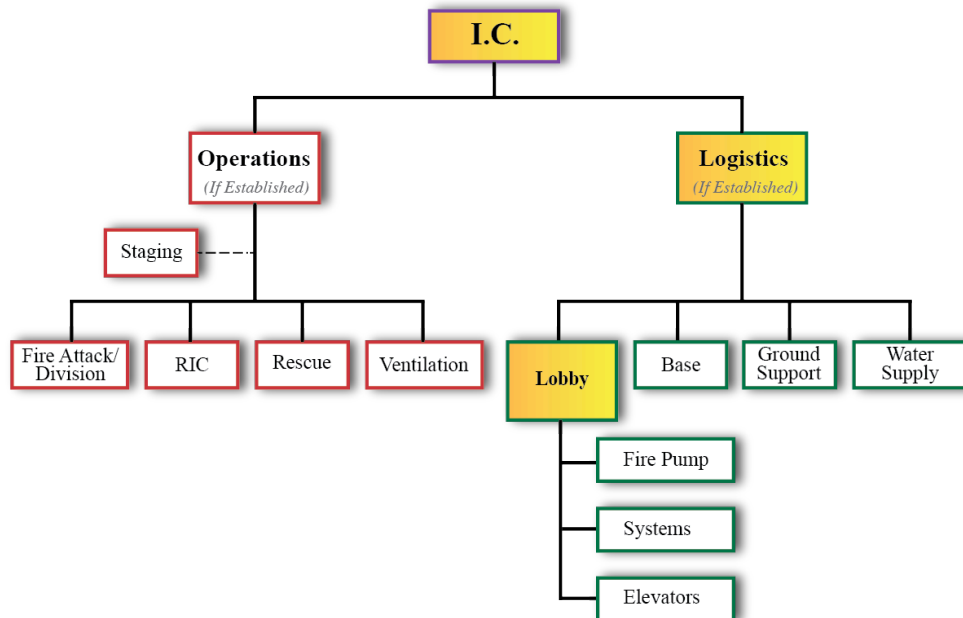 I.C.
Operations
(If Established)
Logistics
(If Established)
Staging
Fire Attack/
Division
RIC
Rescue
Ventilation
Lobby
Base
Ground
Support
Water
Supply
Fire Pump
Systems
Elevators